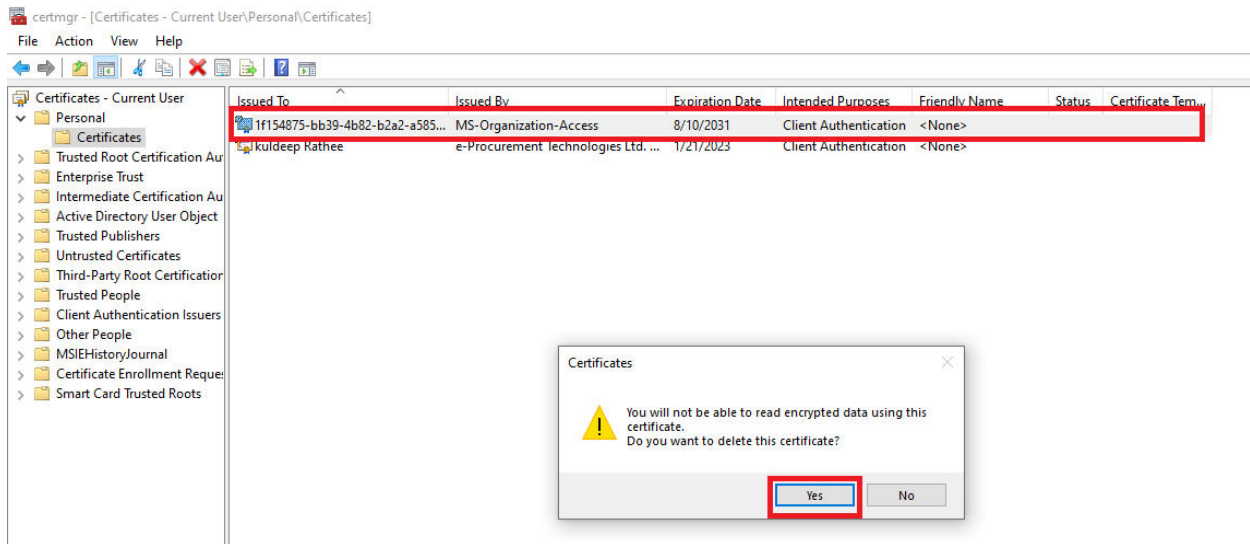 certmgr - [Certificates - Current User\Personal\Certificates]
File Action View Help
Certificates - Current User
Personal
Certificates
Trusted Root Certification Au
Enterprise Trust
Intermediate Certification Au
Active Directory User Object
Trusted Publishers
Untrusted Certificates
Third-Party Root Certification
Trusted People
Client Authentication Issuers
Other People
MSIEHistoryJournal
Certificate Enrollment Reque
Smart Card Trusted Roots
Issued To Issued By Expiration Date Intended Purposes Friendly Name Status Certificate Tem...
1f154875-bb39-4b82-b2a2-a585... MS-Organization-Access 8/10/2031 Client Authentication <None>
kuldeep Rathee e-Procurement Technologies Ltd. ... 1/21/2023 Client Authentication <None>
Certificates
You will not be able to read encrypted data using this
certificate.
Do you want to delete this certificate?
Yes No